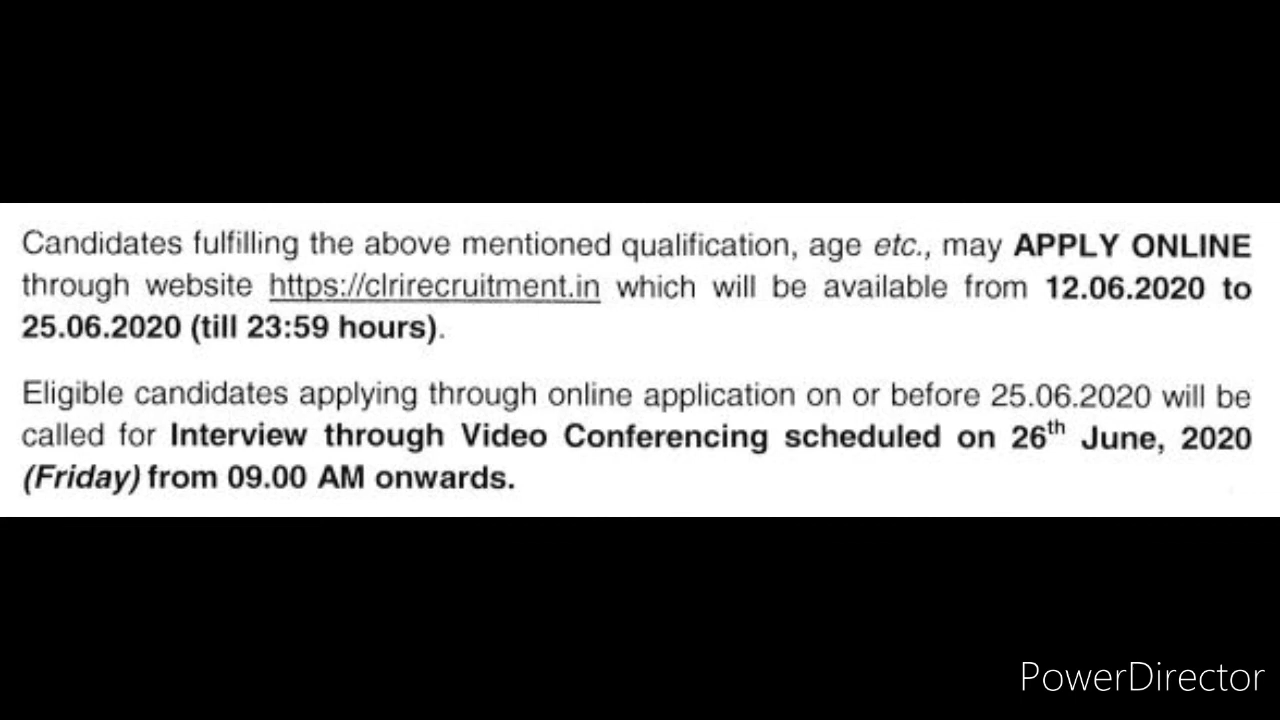 Candidates fulfilling the above mentioned qualification, age etc., may APPLY ONLINE
through website https://clrirecruitment.in which will be available from 12.06.2020 to
25.06.2020 (till 23:59 hours).
Eligible candidates applying through online application on or before 25.06.2020 will be
called for Interview through Video Conferencing scheduled on 26th June, 2020
(Friday) from 09.00 AM onwards.
PowerDirector